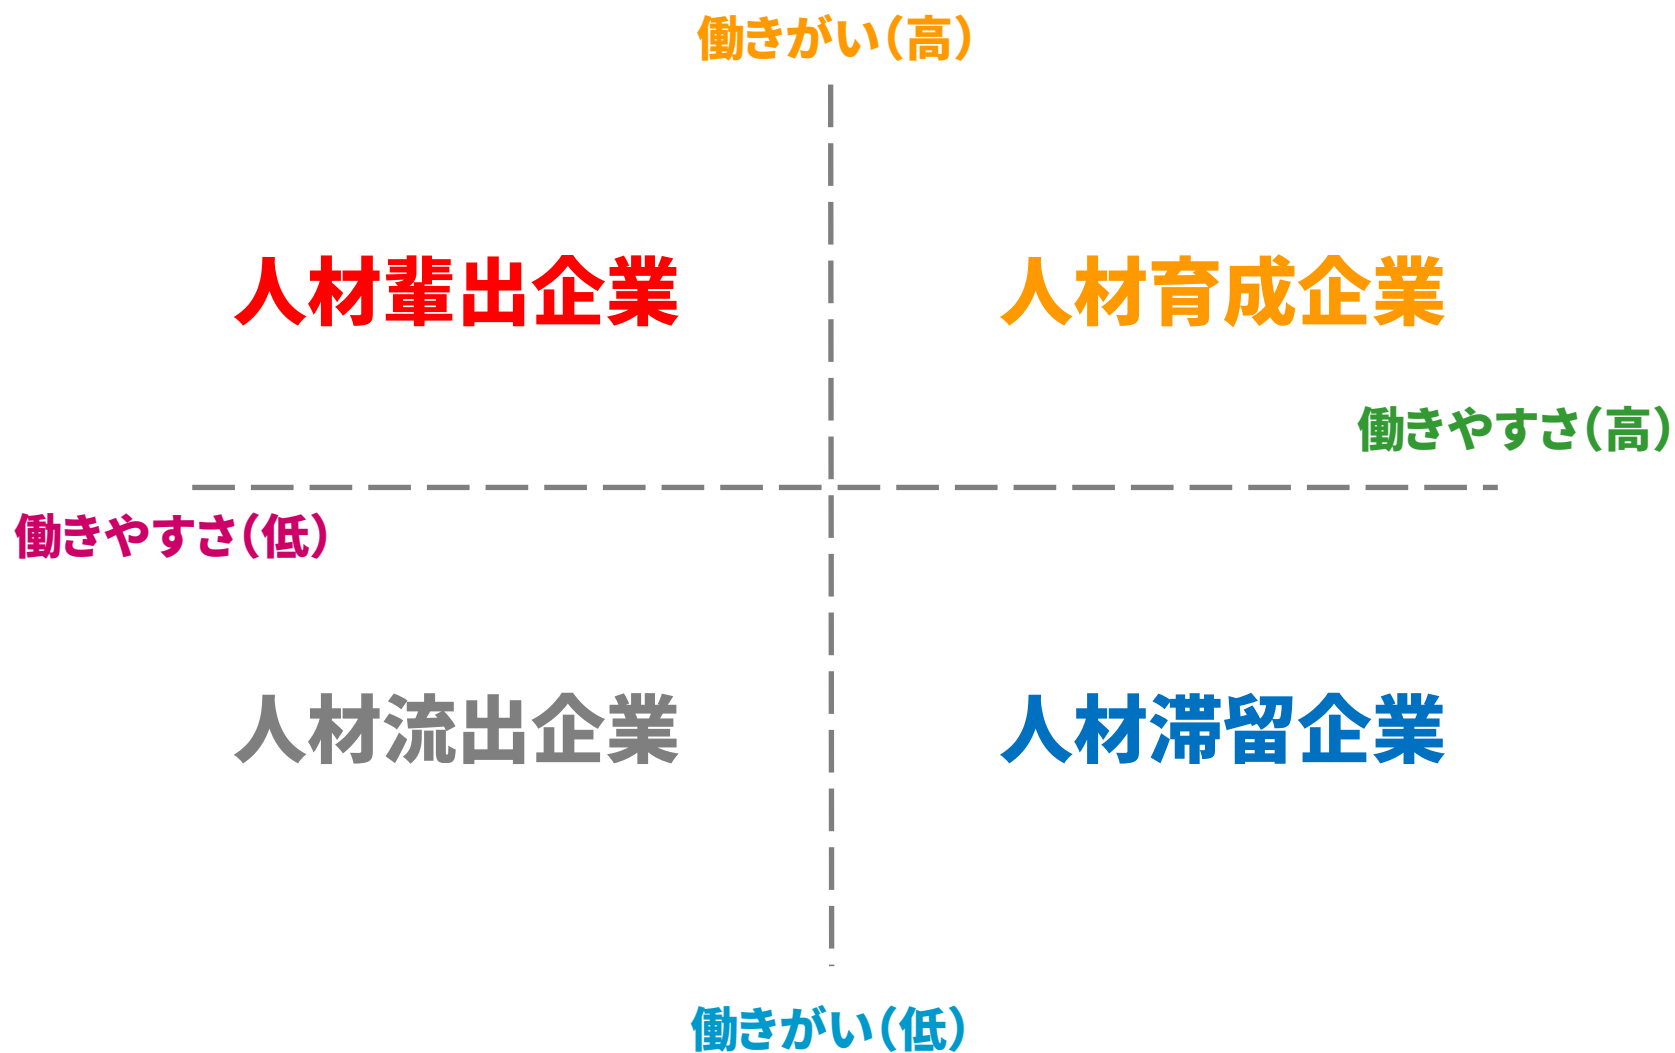 働きがい（高）
人材輩出企業
人材育成企業
働きやすさ（高）
働きやすさ（低）
人材流出企業
人材滞留企業
働きがい（低）